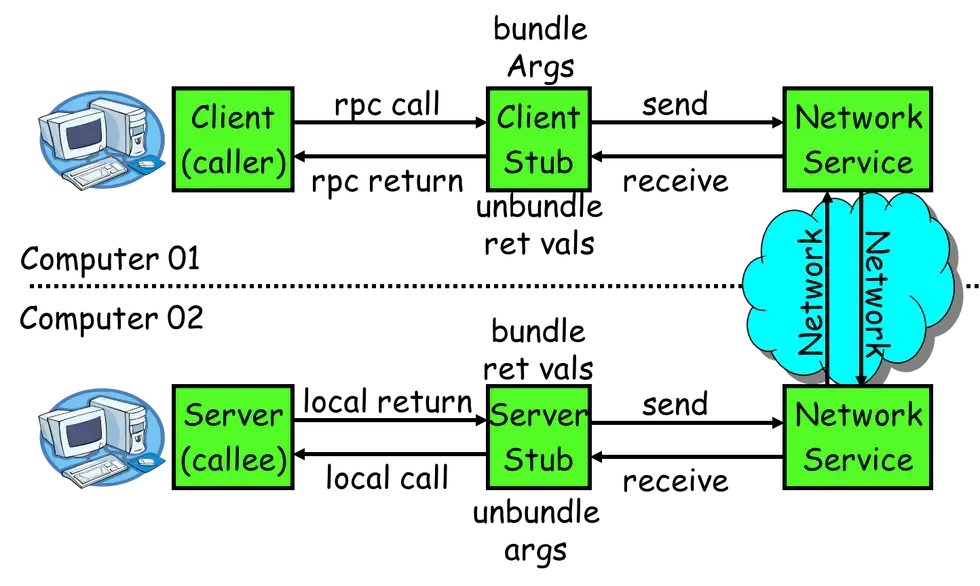 bundle
Args
Client
(caller)
rpc call
rpc return
Client
Stub
send
receive
Network
Service
unbundle
ret vals
Computer 01
Network
Network
Computer 02
bundle
ret vals
Server
(callee)
local return
local call
Server
Stub
send
receive
Network
Service
unbundle
args